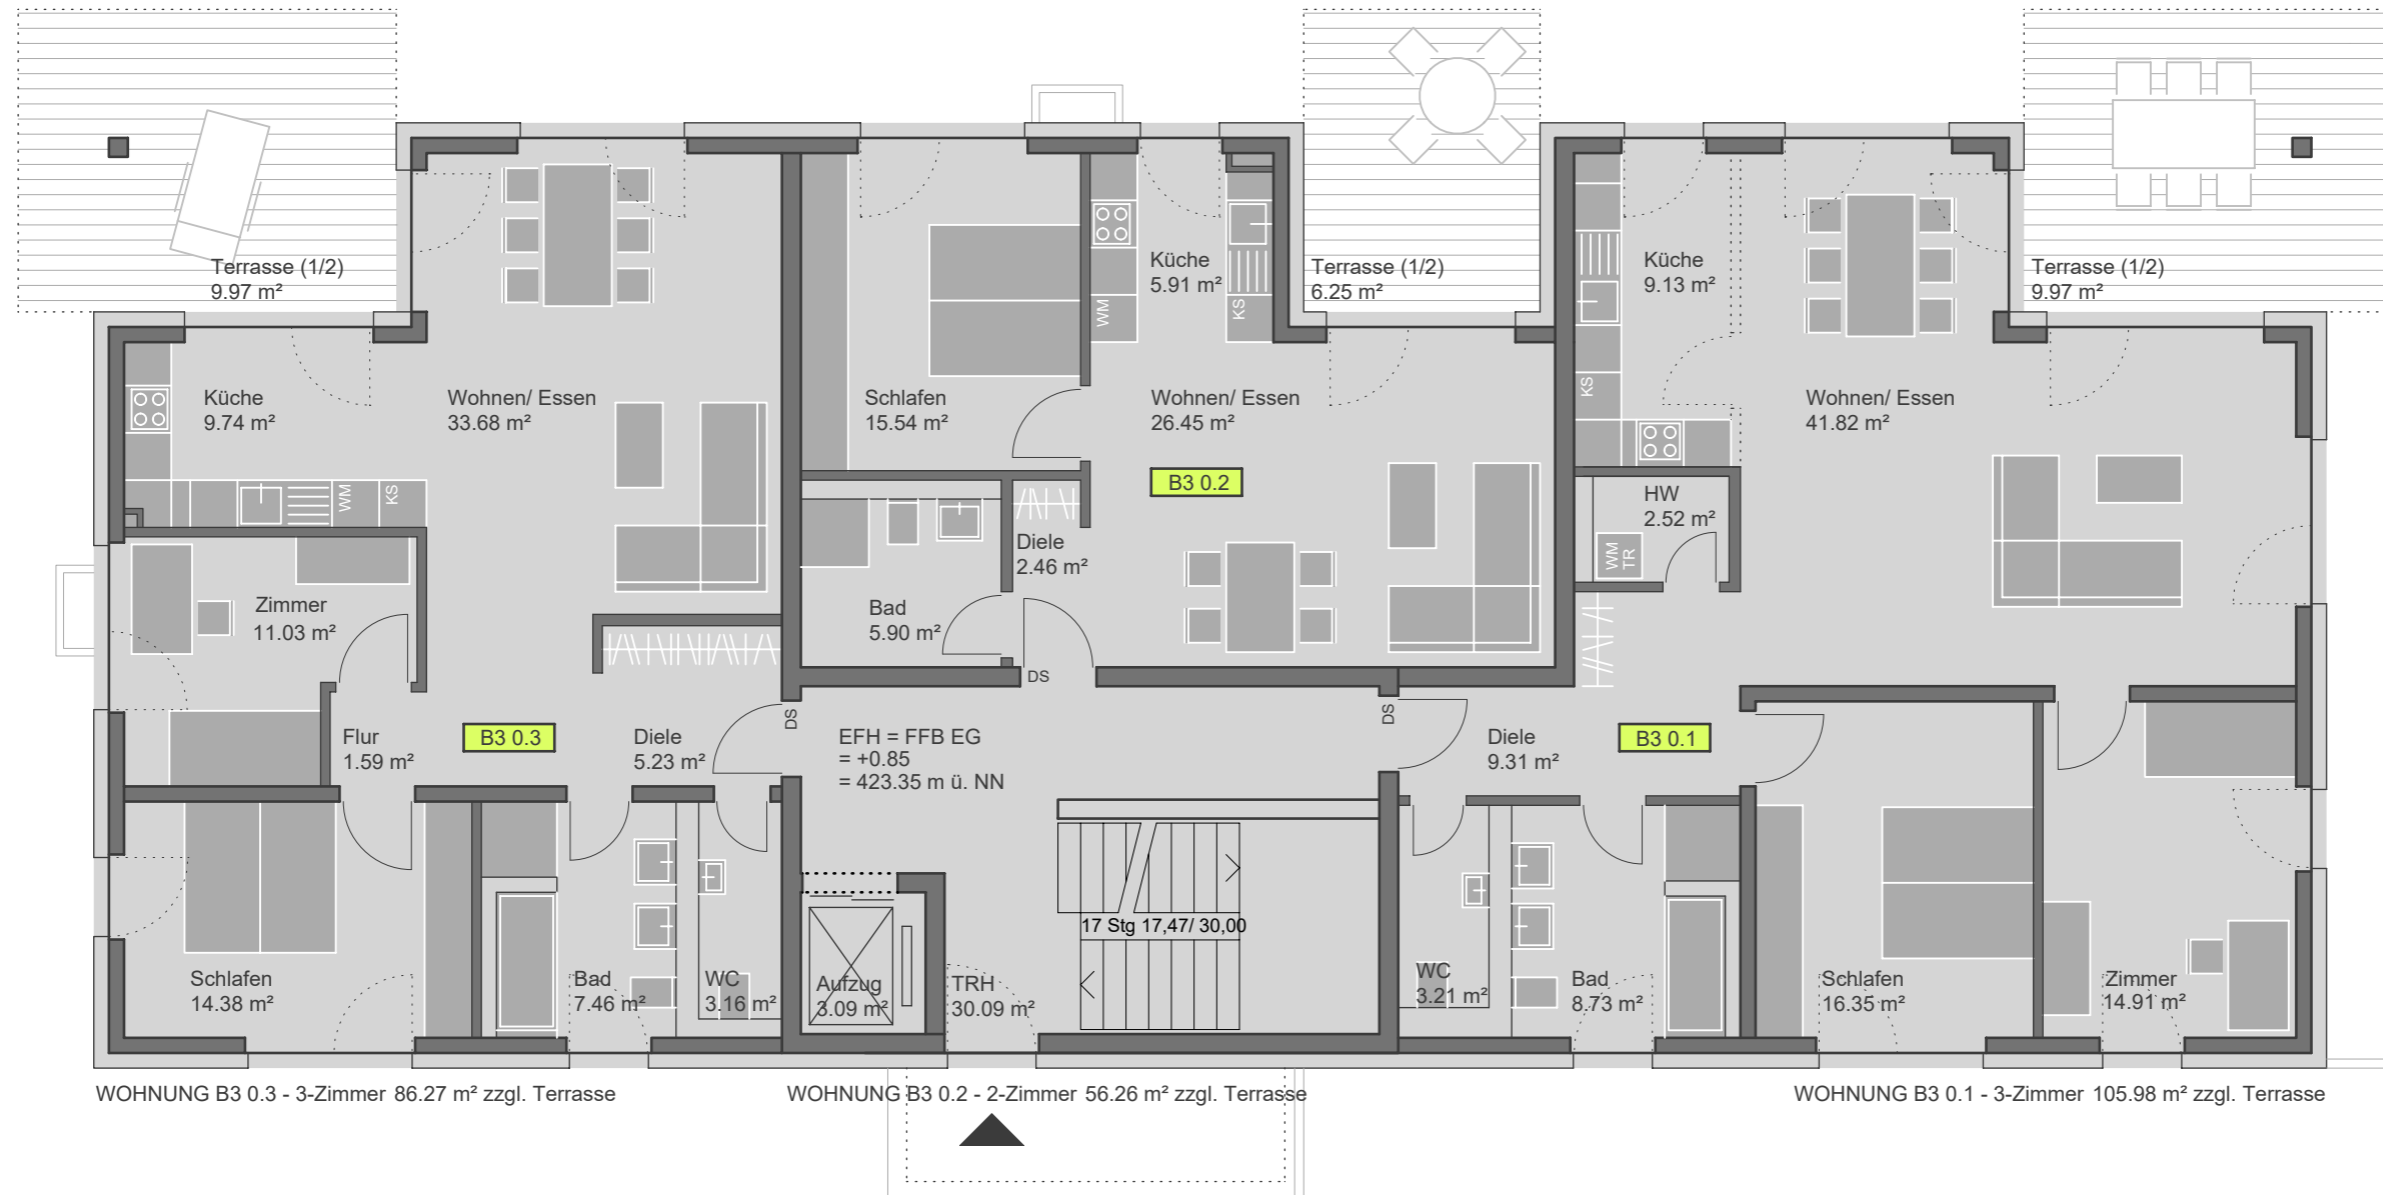 Terrasse (1/2)
9.97 m²
Küche
9.74 m²
Wohnen/ Essen
33.68 m²
WM
KS
Zimmer
11.03 m²
Flur
1.59 m²
B3 0.3
Diele
5.23 m²
DS
Schlafen
14.38 m²
Bad
7.46 m²
WC
3.16 m²
Schlafen
15.54 m²
Küche
5.91 m²
WM
KS
Terrasse (1/2)
6.25 m²
Wohnen/ Essen
26.45 m²
B3 0.2
Diele
2.46 m²
Bad
5.90 m²
DS
EFH = FFB EG
= +0.85
= 423.35 m ü. NN
17 Stg 17,47/ 30,00
Aufzug
3.09 m²
TRH
30.09 m²
DS
Küche
9.13 m²
KS
Terrasse (1/2)
9.97 m²
Wohnen/ Essen
41.82 m²
HW
2.52 m²
WM
TR
Diele
9.31 m²
B3 0.1
WC
3.21 m²
Bad
8.73 m²
Schlafen
16.35 m²
Zimmer
14.91 m²
WOHNUNG B3 0.3 - 3-Zimmer 86.27 m² zzgl. Terrasse
WOHNUNG B3 0.2 - 2-Zimmer 56.26 m² zzgl. Terrasse
WOHNUNG B3 0.1 - 3-Zimmer 105.98 m² zzgl. Terrasse